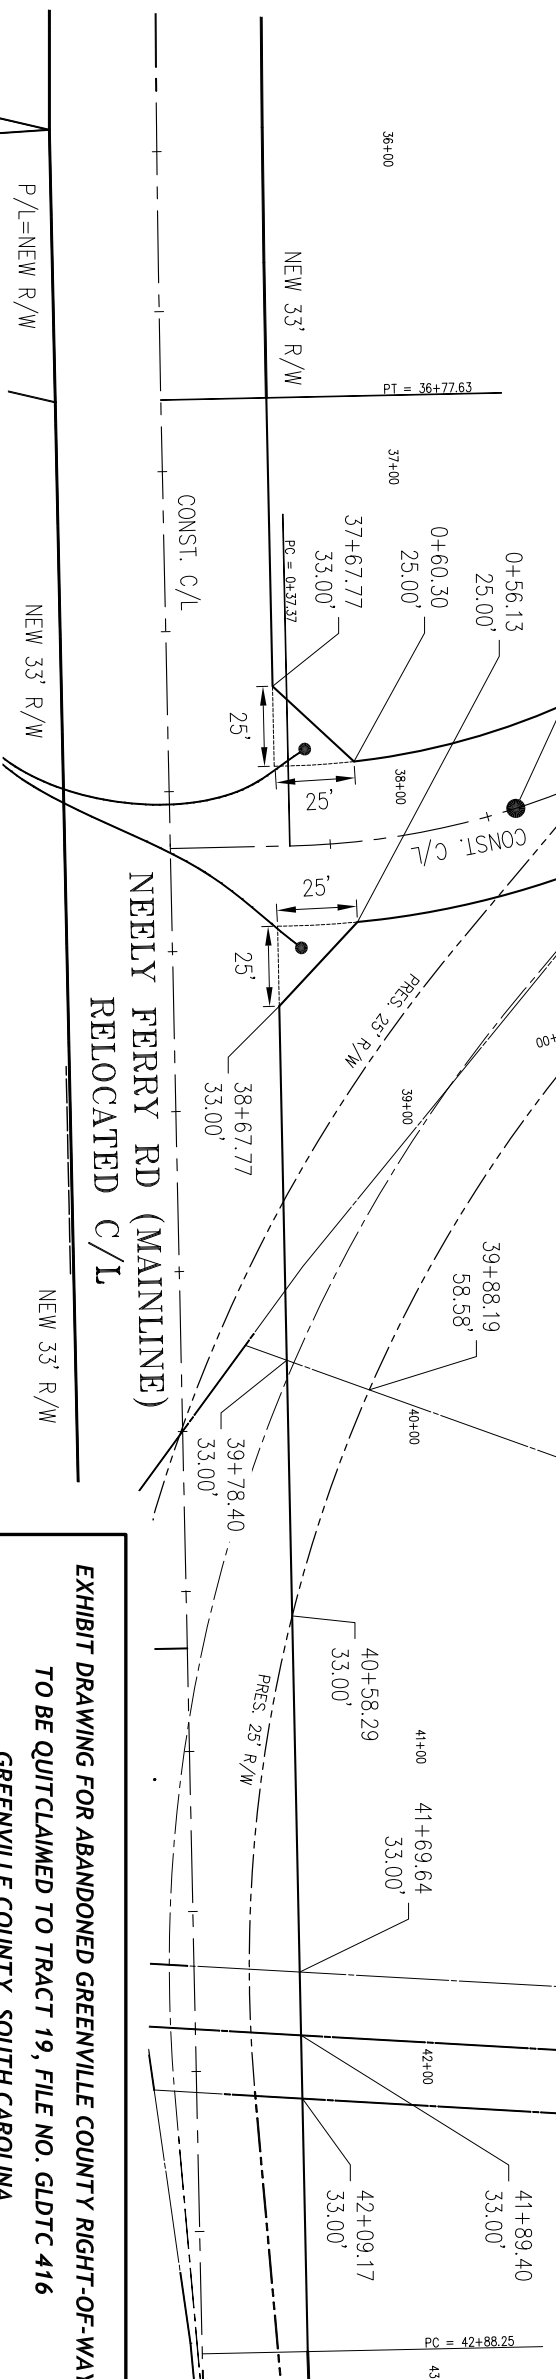 36+00
P/L=NEW R/W
NEW 33' R/W
PT = 36+77.63
37+00
CONST. C/L
37+67.77
33.00'
0+60.30
25.00'
0+56.13
25.00'
PC = 0+37.37
NEW 33' R/W
25'
25'
38+00
CONST. C/L
25'
25'
NEELY FERRY RD (MAINLINE)
RELOCATED C/L
PRES. 25' R/W
+00
38+67.77
33.00'
39+00
39+88.19
58.58'
NEW 33' R/W
40+00
39+78.40
33.00'
40+58.29
33.00'
PRES. 25' R/W
41+00
41+69.64
33.00'
42+00
41+89.40
33.00'
42+09.17
33.00'
PC = 42+88.25
43
EXHIBIT DRAWING FOR ABANDONED GREENVILLE COUNTY RIGHT-OF-WAY
TO BE QUITCLAIMED TO TRACT 19, FILE NO. GLDTC 416
GREENVILLE COUNTY, SOUTH CAROLINA